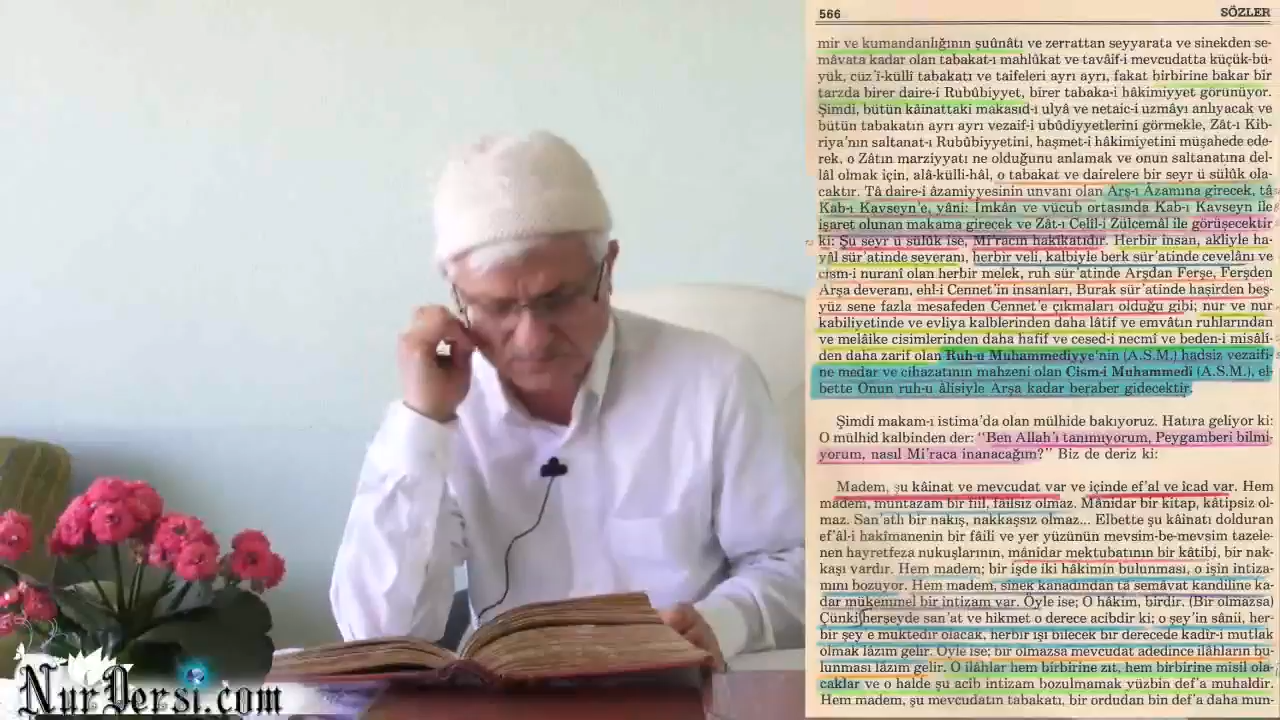 566 SÖZLER
mir ve kumandanlığının şuûnâtı ve zerrattan seyyarata ve sinekden se-
mâvata kadar olan tabakat-ı mahlûkat ve tavâif-i mevcudatta küçük-bü-
yük, cüz'î-küllî tabakatı ve taifeleri ayrı ayrı, fakat birbirine bakar bir
tarzda birer daire-i Rubûbiyyet, birer tabaka-i hâkimiyyet görünüyor.
Şimdi, bütün kâinattaki makasıd-ı ulyâ ve netaic-i uzmâyı anlıyacak ve
bütün tabakatın ayrı ayrı vezaif-i ubûdiyyetlerini görmekle, Zât-ı Kib-
riya'nın saltanat-ı Rubûbiyyetini, haşmet-i hâkimiyetini müşahede ede-
rek, o Zâtın marziyyatı ne olduğunu anlamak ve onun saltanatına del-
lâl olmak için, alâ-külli-hâl, o tabakat ve dairelere bir seyr ü sülûk ola-
caktır. Tâ daire-i âzamiyyesinin unvanı olan Arş-ı Âzamına girecek, tâ
Kab-ı Kavseyn'e, yâni: İmkân ve vücub ortasında Kab-ı Kavseyn ile
işaret olunan makama girecek ve Zât-ı Celîl-i Zülcemâl ile görüşecektir
ki: Şu seyr ü sülûk ise, Mi'racın hakikatıdır. Herbir insan, akliyle ha-
yâl sür'atinde severanı, herbir veli, kalbiyle berk sür'atinde cevelânı ve
cism-i nuranî olan herbir melek, ruh sür'atinde Arşdan Ferşe, Ferşden
Arşa deveranı, ehl-i Cennet'in insanları, Burak sür'atinde haşirden beş-
yüz sene fazla mesafeden Cennet'e çıkmaları olduğu gibi; nur ve nur
kabiliyetinde ve evliya kalblerinden daha lâtif ve emvâtın ruhlarından
ve melâike cisimlerinden daha hafif ve cesed-i necmî ve beden-i misâlî-
den daha zarif olan Ruh-u Muhammediyye'nin (A.S.M.) hadsiz vezaifi-
ne medar ve cihazatının mahzeni olan Cism-i Muhammedî (A.S.M.), el-
bette Onun ruh-u âlîsiyle Arşa kadar beraber gidecektir.
Şimdi makam-ı istima'da olan mülhide bakıyoruz. Hatıra geliyor ki:
O mülhid kalbinden der: "Ben Allah'ı tanımıyorum, Peygamberi bilmi-
yorum, nasıl Mi'raca inanacağım?" Biz de deriz ki:
Madem, şu kâinat ve mevcudat var ve içinde ef'al ve icad var. Hem
madem, muntazam bir fiil, fâilsiz olmaz. Mânidar bir kitap, kâtipsiz ol-
maz. San'atlı bir nakış, nakkaşsız olmaz... Elbette şu kâinatı dolduran
ef'âl-i hakîmanenin bir fâili ve yer yüzünün mevsim-be-mevsim tazele-
nen hayretfeza nukuşlarının, mânidar mektubatının bir kâtibi, bir nak-
kaşı vardır. Hem madem; bir işde iki hâkimin bulunması, o işin intiza-
mını bozuyor. Hem madem, sinek kanadından tâ semâvat kandiline ka-
dar mükemmel bir intizam var. Öyle ise; O hâkim, birdir. (Bir olmazsa)
Çünki herşeyde san'at ve hikmet o derece acibdir ki; o şey'in sânii, her-
bir şey'e muktedir olacak, herbir işi bilecek bir derecede kadîr-i mutlak
olmak lâzım gelir. Öyle ise; bir olmazsa mevcudat adedince ilâhların bu-
lunması lâzım gelir. O ilâhlar hem birbirine zıt, hem birbirine misil ola-
caklar ve o halde şu acib intizam bozulmamak yüzbin def'a muhaldir.
Hem madem, şu mevcudatın tabakatı, bir ordudan bin def'a daha mun-
NurDersi.com